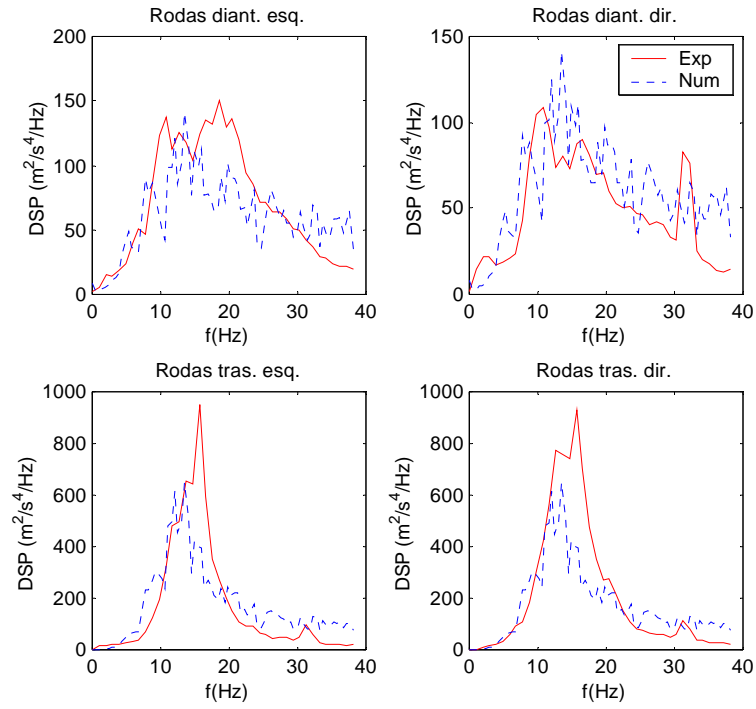 Rodas diant. esq.
200
150
100
50
0
DSP (m²/s⁴/Hz)
0 10 20 30 40
f(Hz)
Rodas diant. dir.
150
100
50
0
DSP (m²/s⁴/Hz)
0 10 20 30 40
f(Hz)
Exp
Num
Rodas tras. esq.
1000
800
600
400
200
0
DSP (m²/s⁴/Hz)
0 10 20 30 40
f(Hz)
Rodas tras. dir.
1000
800
600
400
200
0
DSP (m²/s⁴/Hz)
0 10 20 30 40
f(Hz)